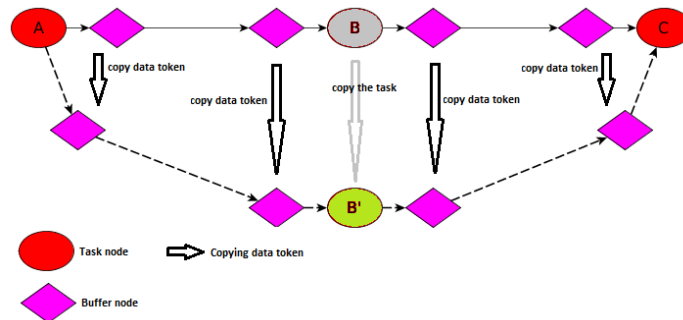 A
B
C
copy data token
copy data token
copy the task
copy data token
copy data token
B'
Task node
Copying data token
Buffer node